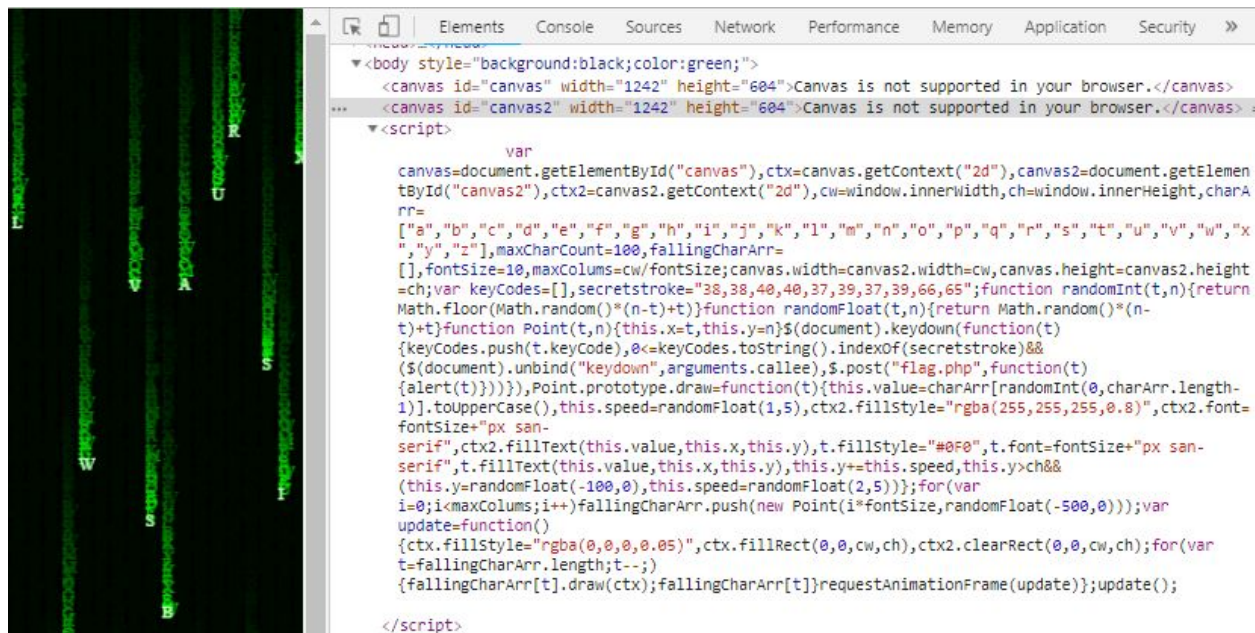 L
R
U
V
A
S
W
S
I
B
Elements Console Sources Network Performance Memory Application Security »
▼<body style="background:black;color:green;">
<canvas id="canvas" width="1242" height="604">Canvas is not supported in your browser.</canvas>
... <canvas id="canvas2" width="1242" height="604">Canvas is not supported in your browser.</canvas>
▼<script>
var
canvas=document.getElementById("canvas"),ctx=canvas.getContext("2d"),canvas2=document.getElemen
tById("canvas2"),ctx2=canvas2.getContext("2d"),cw=window.innerWidth,ch=window.innerHeight,charA
rr=
["a","b","c","d","e","f","g","h","i","j","k","l","m","n","o","p","q","r","s","t","u","v","w","x
","y","z"],maxCharCount=100,fallingCharArr=
[],fontSize=10,maxColums=cw/fontSize;canvas.width=canvas2.width=cw,canvas.height=canvas2.height
=ch;var keyCodes=[],secretstroke="38,38,40,40,37,39,37,39,66,65";function randomInt(t,n){return
Math.floor(Math.random()*(n-t)+t)}function randomFloat(t,n){return Math.random()*(n-
t)+t}function Point(t,n){this.x=t,this.y=n}$(document).keydown(function(t)
{keyCodes.push(t.keyCode),0<=keyCodes.toString().indexOf(secretstroke)&&
($(document).unbind("keydown",arguments.callee),$.post("flag.php",function(t)
{alert(t)}))}),Point.prototype.draw=function(t){this.value=charArr[randomInt(0,charArr.length-
1)].toUpperCase(),this.speed=randomFloat(1,5),ctx2.fillStyle="rgba(255,255,255,0.8)",ctx2.font=
fontSize+"px san-
serif",ctx2.fillText(this.value,this.x,this.y),t.fillStyle="#0F0",t.font=fontSize+"px san-
serif",t.fillText(this.value,this.x,this.y),this.y+=this.speed,this.y>ch&&
(this.y=randomFloat(-100,0),this.speed=randomFloat(2,5))};for(var
i=0;i<maxColums;i++)fallingCharArr.push(new Point(i*fontSize,randomFloat(-500,0)));var
update=function()
{ctx.fillStyle="rgba(0,0,0,0.05)",ctx.fillRect(0,0,cw,ch),ctx2.clearRect(0,0,cw,ch);for(var
t=fallingCharArr.length;t--;)
{fallingCharArr[t].draw(ctx);fallingCharArr[t]}requestAnimationFrame(update)};update();
</script>